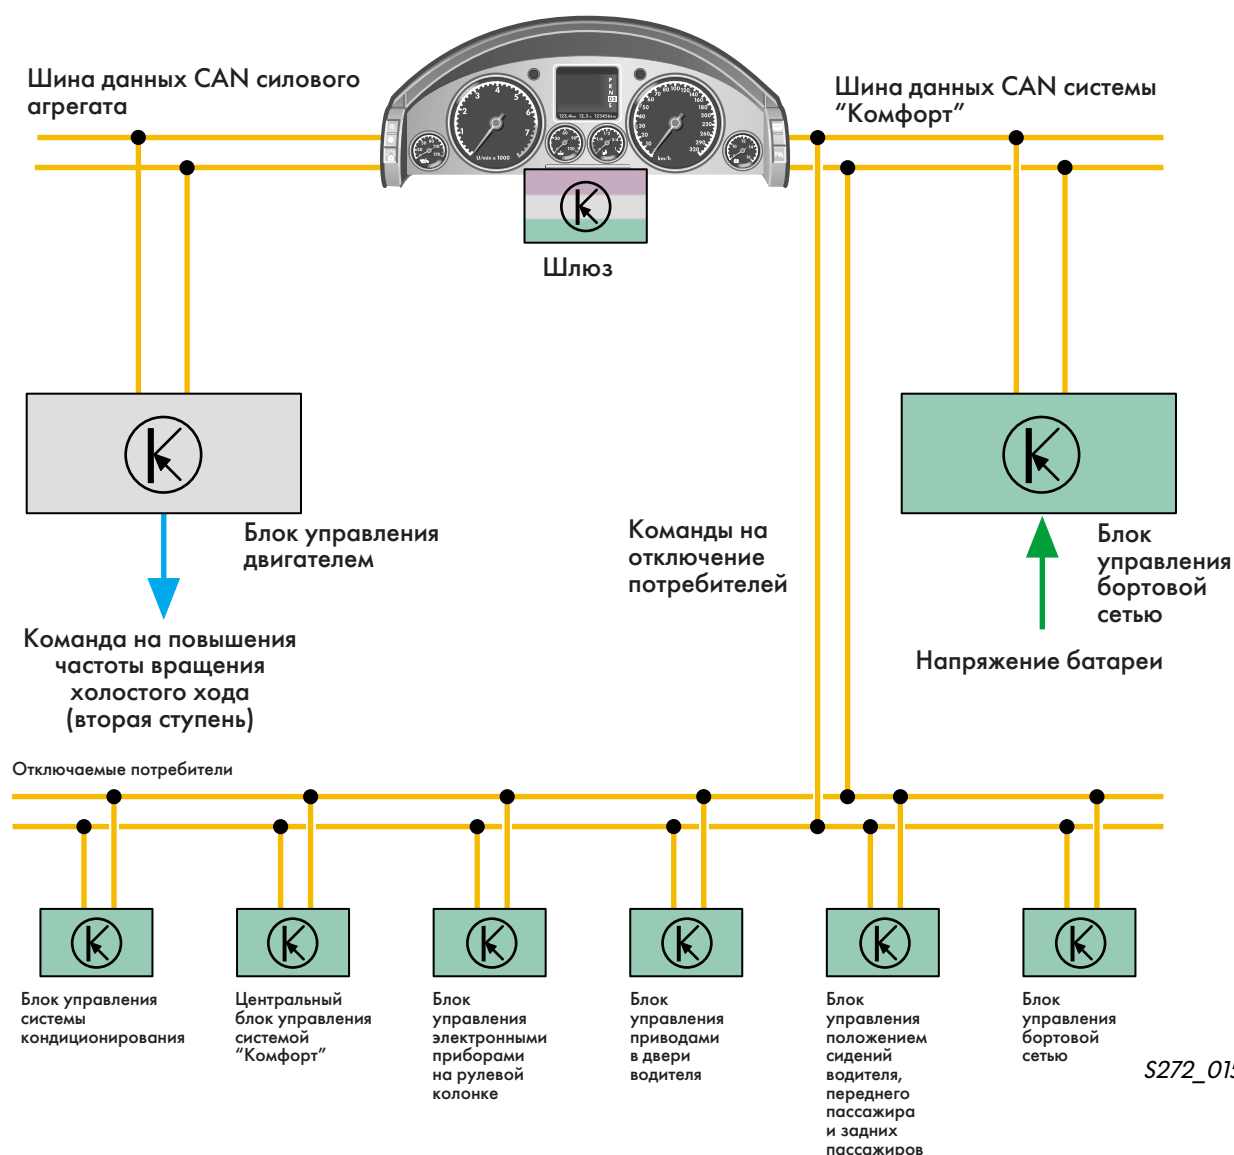 Шина данных CAN силового
агрегата
Шина данных CAN системы
“Комфорт”
Шлюз
Блок управления
двигателем
Команды на
отключение
потребителей
Блок
управления
бортовой
сетью
Команда на повышения
частоты вращения
холостого хода
(вторая ступень)
Напряжение батареи
Отключаемые потребители
Блок управления
системы
кондиционирования
Центральный
блок управления
системой
“Комфорт”
Блок
управления
электронными
приборами
на рулевой
колонке
Блок
управления
приводами
в двери
водителя
Блок
управления
положением
сидений
водителя,
переднего
пассажира
и задних
пассажиров
Блок
управления
бортовой
сетью
S272_015